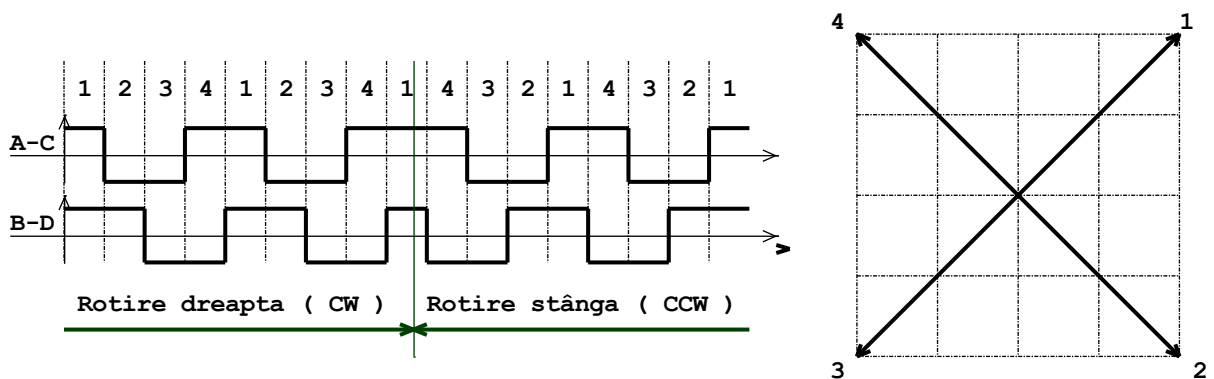 4 1
1 2 3 4 1 2 3 4 1 4 3 2 1 4 3 2 1
A-C
B-D
Rotire dreapta ( CW ) Rotire stânga ( CCW )
3 2